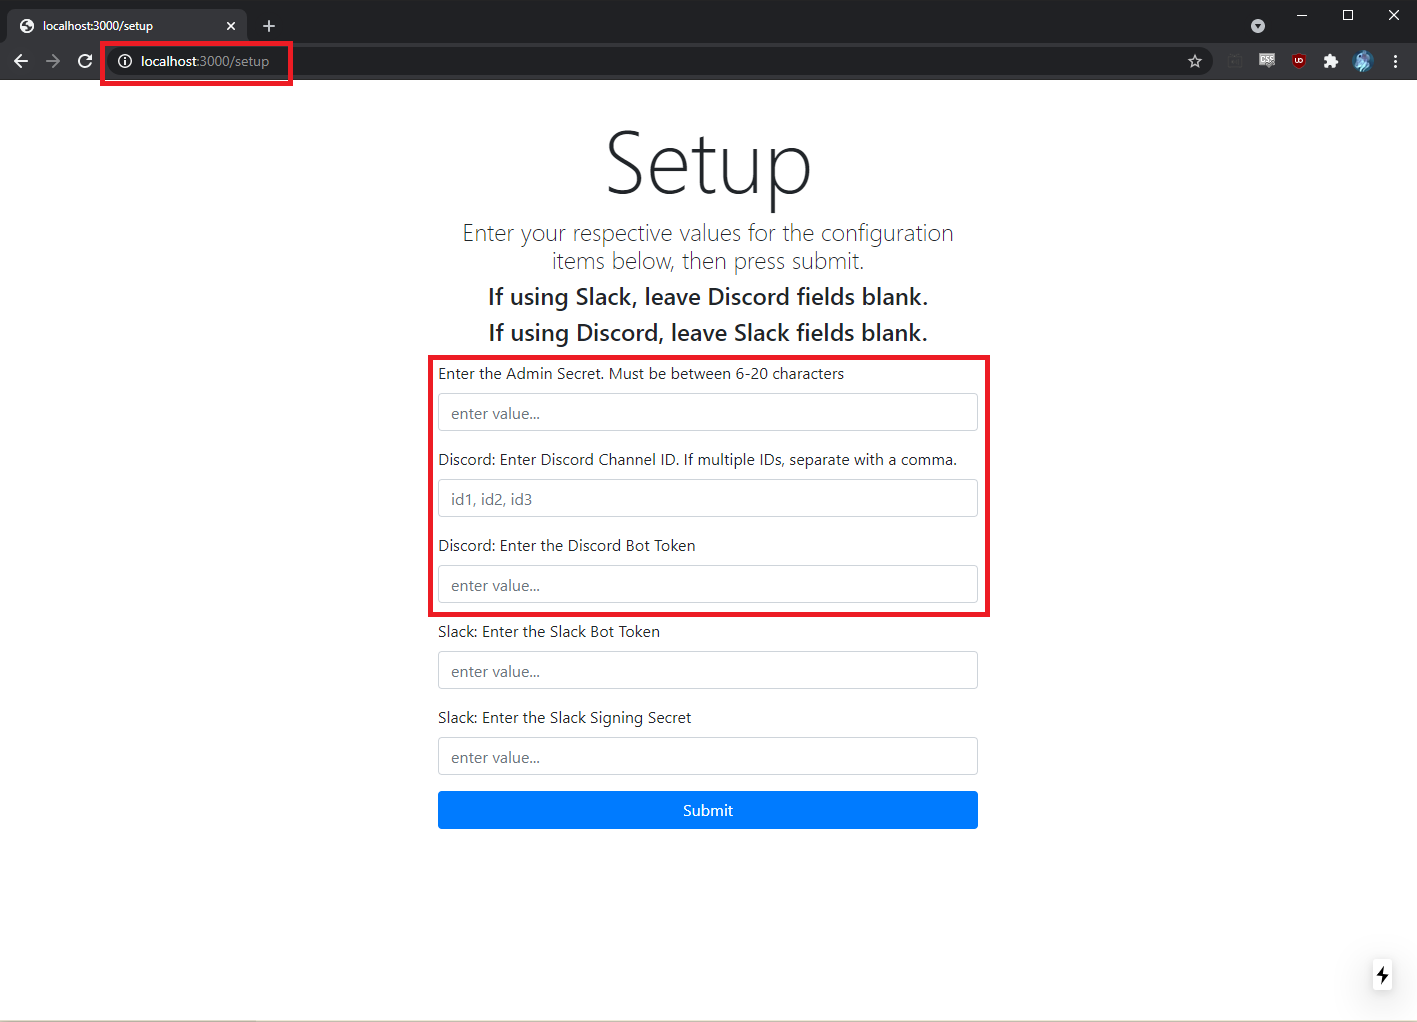 localhost:3000/setup
localhost:3000/setup
CSS
UD
Setup
Enter your respective values for the configuration
items below, then press submit.
If using Slack, leave Discord fields blank.
If using Discord, leave Slack fields blank.
Enter the Admin Secret. Must be between 6-20 characters
enter value...
Discord: Enter Discord Channel ID. If multiple IDs, separate with a comma.
id1, id2, id3
Discord: Enter the Discord Bot Token
enter value...
Slack: Enter the Slack Bot Token
enter value...
Slack: Enter the Slack Signing Secret
enter value...
Submit